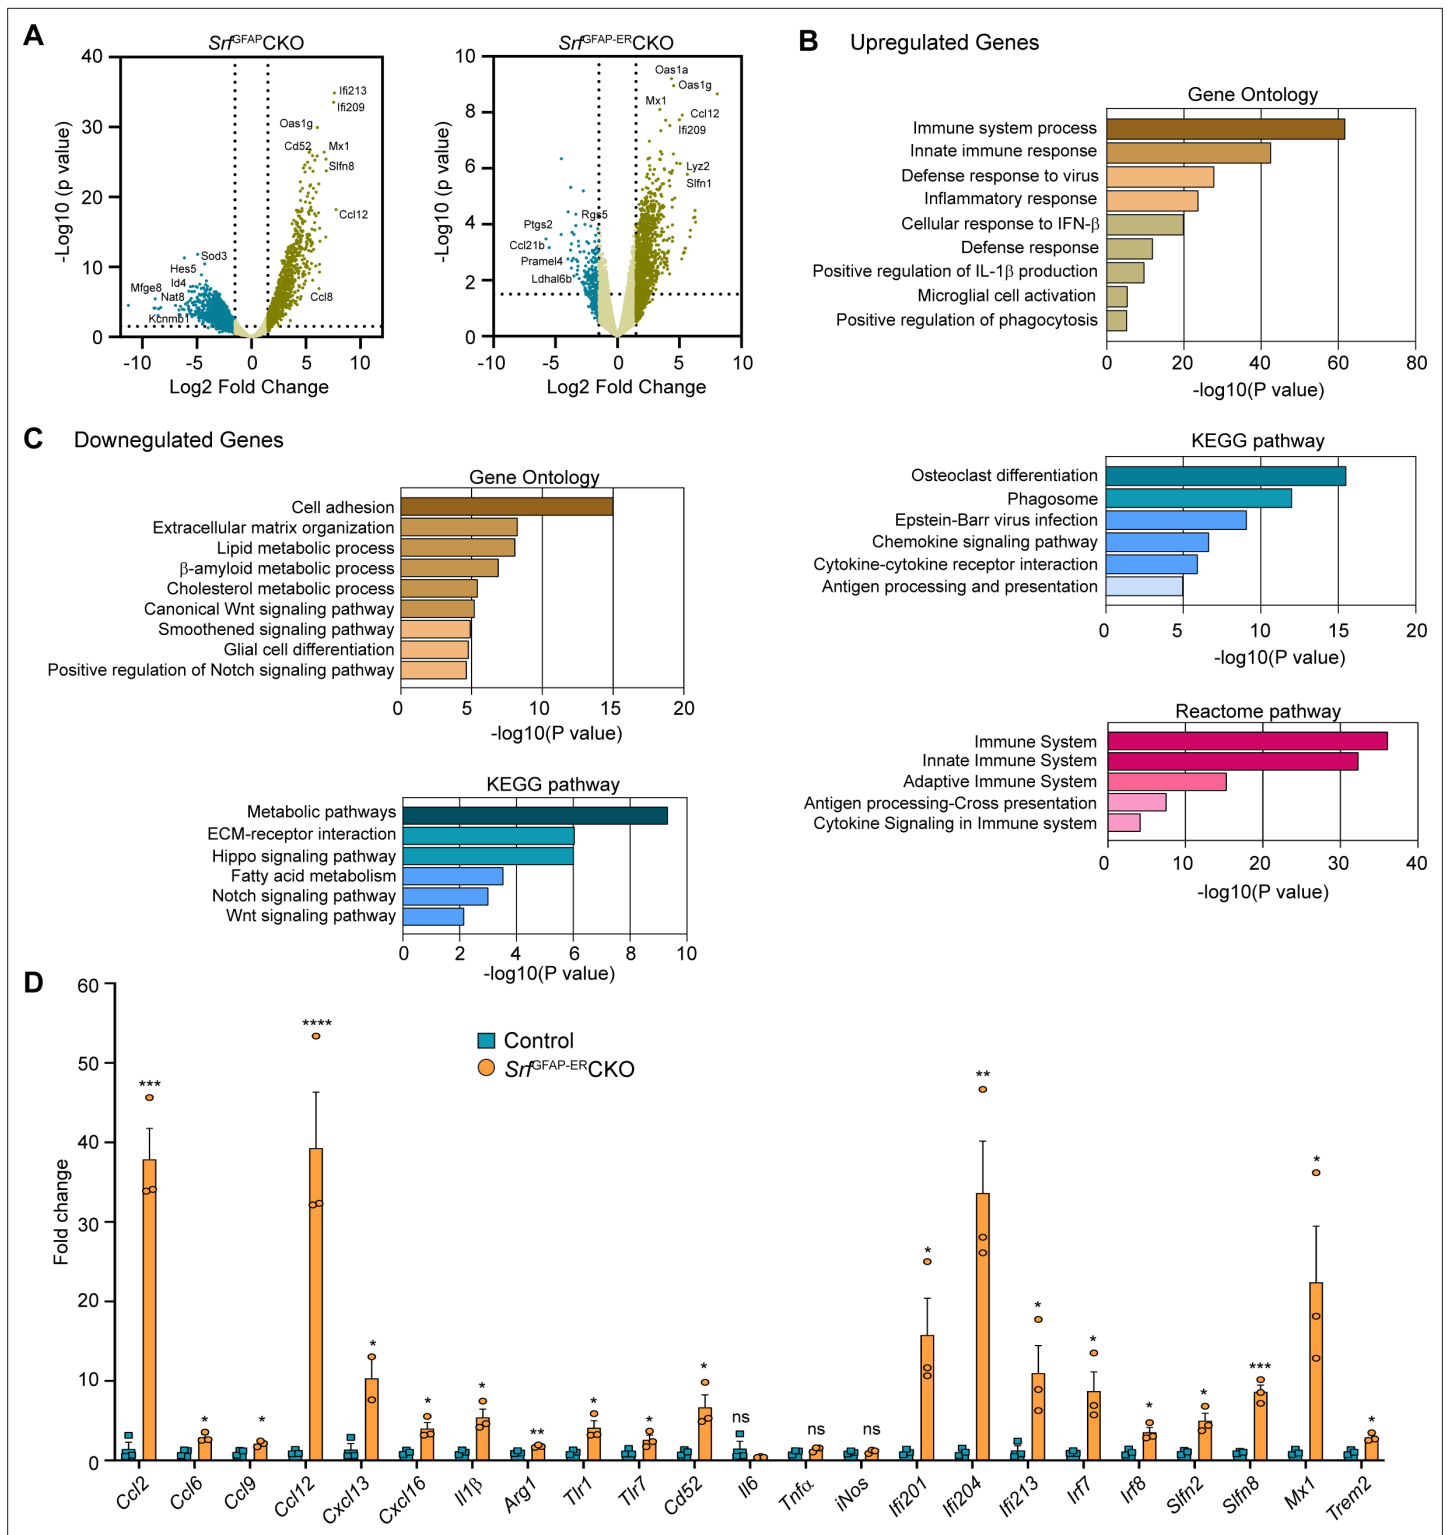 A
Srf^GFAP CKO
-Log10 (p value)
40
30
20
10
0
-10
-5
0
5
10
Log2 Fold Change
Ifi213
Ifi209
Oas1g
Cd52
Mx1
Slfn8
Ccl12
Sod3
Hes5
Id4
Mfge8
Nat8
Kcnmb1
Ccl8
Srf^GFAP-ER CKO
-Log10 (p value)
10
8
6
4
2
0
-10
-5
0
5
10
Log2 Fold Change
Oas1a
Oas1g
Mx1
Ccl12
Ifi209
Lyz2
Slfn1
Rgs5
Ptgs2
Ccl21b
Pramel4
Ldhal6b
B
Upregulated Genes
Gene Ontology
Immune system process
Innate immune response
Defense response to virus
Inflammatory response
Cellular response to IFN-β
Defense response
Positive regulation of IL-1β production
Microglial cell activation
Positive regulation of phagocytosis
0 20 40 60 80
-log10(P value)
KEGG pathway
Osteoclast differentiation
Phagosome
Epstein-Barr virus infection
Chemokine signaling pathway
Cytokine-cytokine receptor interaction
Antigen processing and presentation
0 5 10 15 20
-log10(P value)
Reactome pathway
Immune System
Innate Immune System
Adaptive Immune System
Antigen processing-Cross presentation
Cytokine Signaling in Immune system
0 10 20 30 40
-log10(P value)
C
Downegulated Genes
Gene Ontology
Cell adhesion
Extracellular matrix organization
Lipid metabolic process
β-amyloid metabolic process
Cholesterol metabolic process
Canonical Wnt signaling pathway
Smoothened signaling pathway
Glial cell differentiation
Positive regulation of Notch signaling pathway
0 5 10 15 20
-log10(P value)
KEGG pathway
Metabolic pathways
ECM-receptor interaction
Hippo signaling pathway
Fatty acid metabolism
Notch signaling pathway
Wnt signaling pathway
0 2 4 6 8 10
-log10(P value)
D
Fold change
60
50
40
30
20
10
0
Control
Srf^GFAP-ER CKO
*** * * **** * * * ** * * * ns ns ns * ** * * * * *** * *
Ccl2 Ccl6 Ccl9 Ccl12 Cxcl13 Cxcl16 Il1β Arg1 Tlr1 Tlr7 Cd52 Il6 Tnfα iNos Ifi201 Ifi204 Ifi213 Irf7 Irf8 Slfn2 Slfn8 Mx1 Trem2